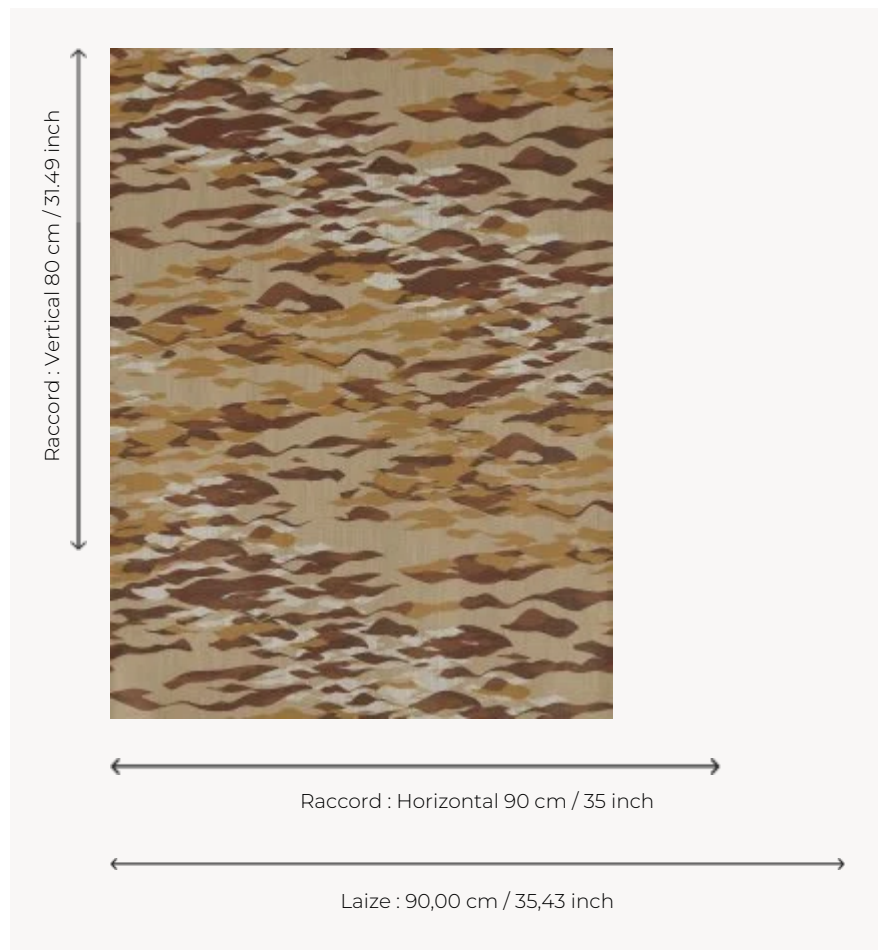 Raccord : Vertical 80 cm / 31.49 inch
Raccord : Horizontal 90 cm / 35 inch
Laize : 90,00 cm / 35,43 inch